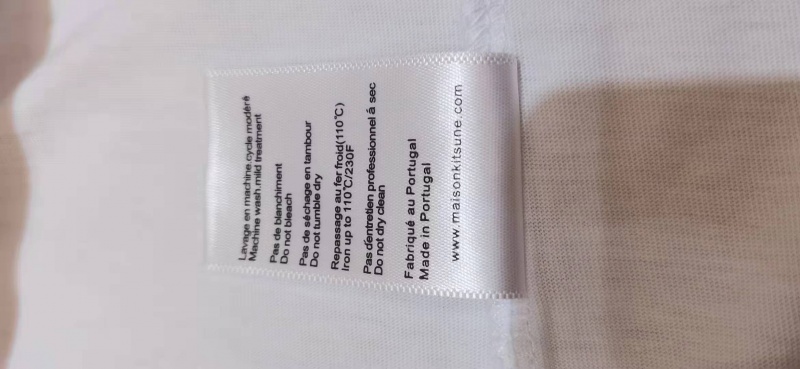 Lavage en machine.cycle modéré
Machine wash.mild treatment
Pas de blanchiment
Do not bleach
Pas de séchage en tambour
Do not tumble dry
Repassage au fer froid(110℃)
Iron up to 110℃/230F
Pas d'entretien professionnel á sec
Do not dry clean
Fabriqué au Portugal
Made in Portugal
www.maisonkitsune.com